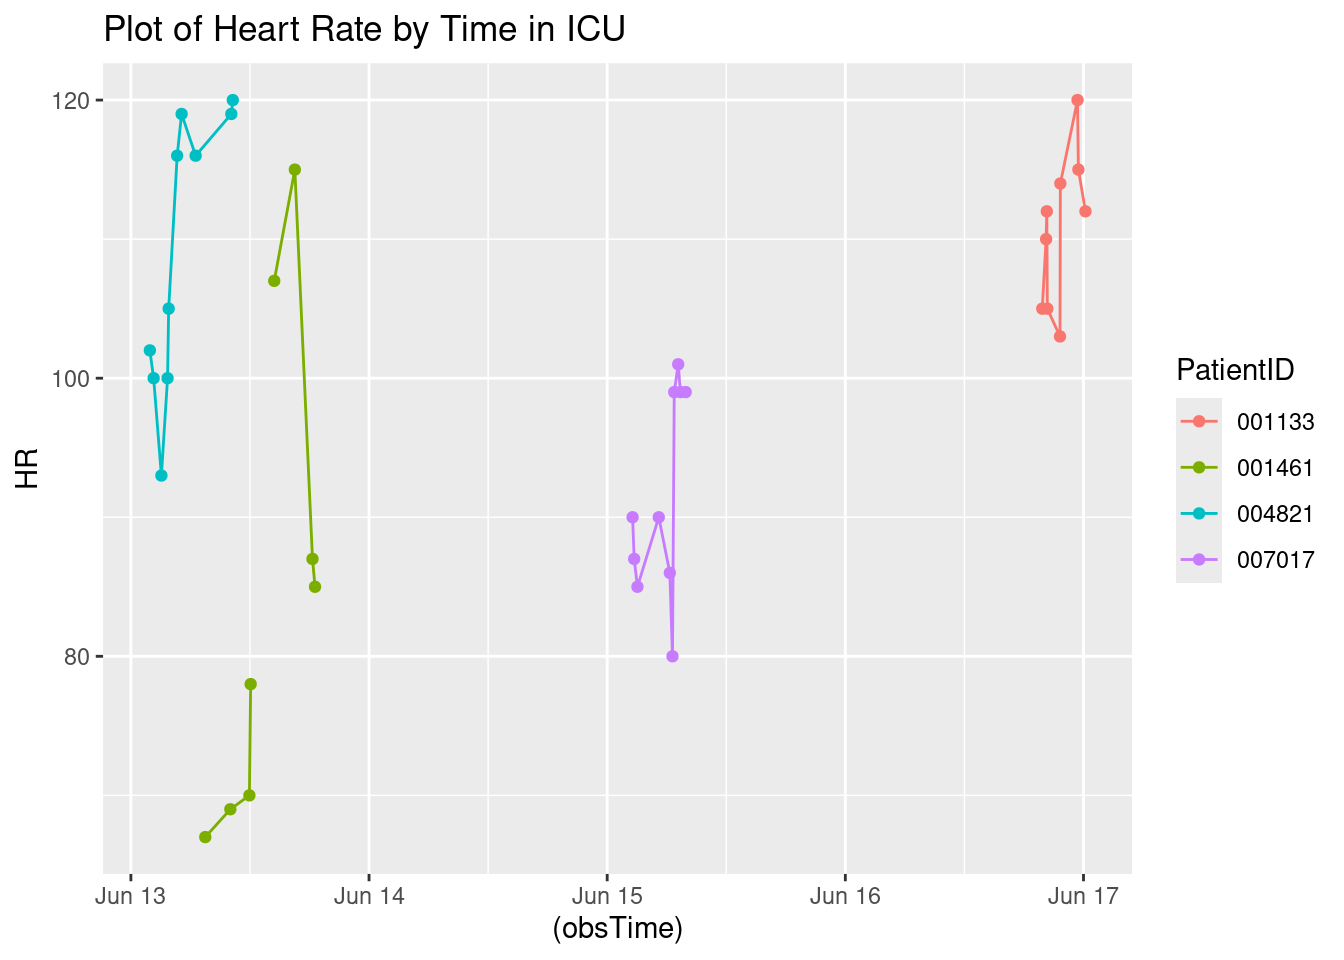 Plot of Heart Rate by Time in ICU
120
100
80
HR
Jun 13
Jun 14
Jun 15
Jun 16
Jun 17
(obsTime)
PatientID
001133
001461
004821
007017